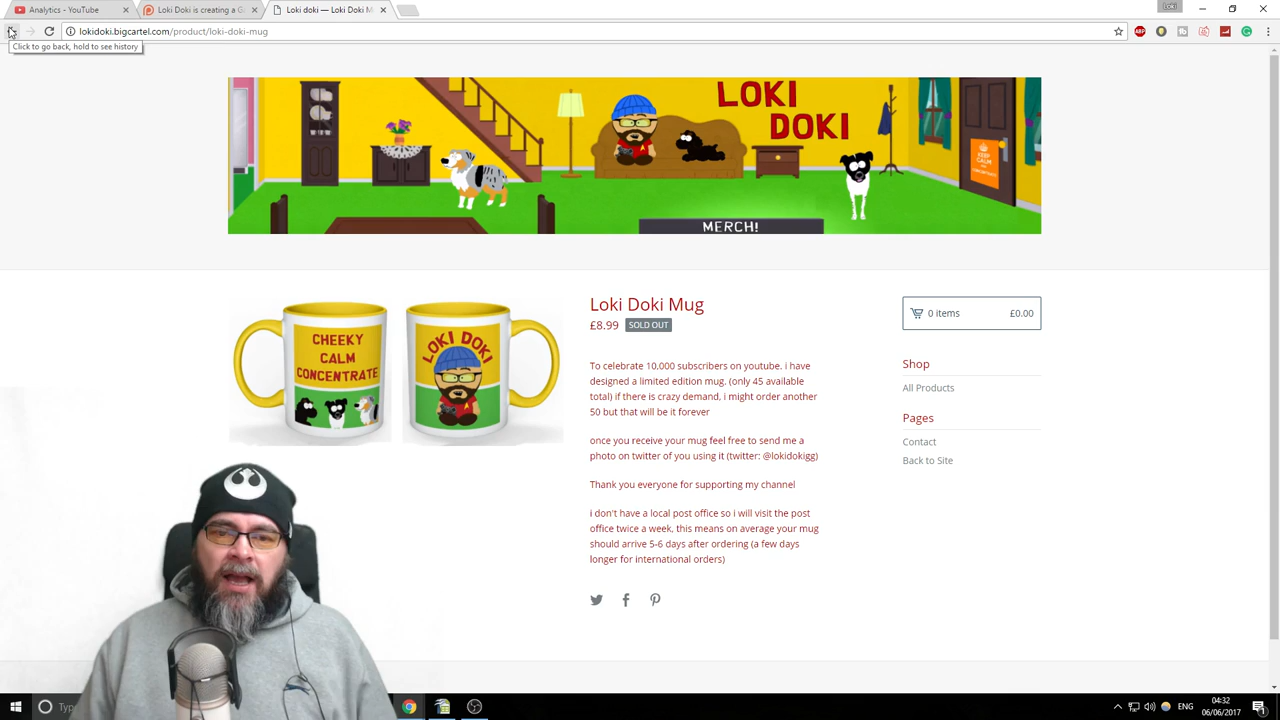 Analytics - YouTube
Loki Doki is creating a G
Loki doki — Loki Doki M
Loki
lokidoki.bigcartel.com/product/loki-doki-mug
Click to go back, hold to see history
LOKI
DOKI
KEEP
CALM
MERCH!
Loki Doki Mug
£8.99 SOLD OUT
0 items £0.00
CHEEKY
CALM
CONCENTRATE
LOKI DOKI
To celebrate 10,000 subscribers on youtube. i have
designed a limited edition mug, (only 45 available
total) if there is crazy demand, i might order another
50 but that will be it forever
once you receive your mug feel free to send me a
photo on twitter of you using it (twitter: @lokidokigg)
Thank you everyone for supporting my channel
i don't have a local post office so i will visit the post
office twice a week, this means on average your mug
should arrive 5-6 days after ordering (a few days
longer for international orders)
Shop
All Products
Pages
Contact
Back to Site
Typ
ENG
04:32
06/06/2017